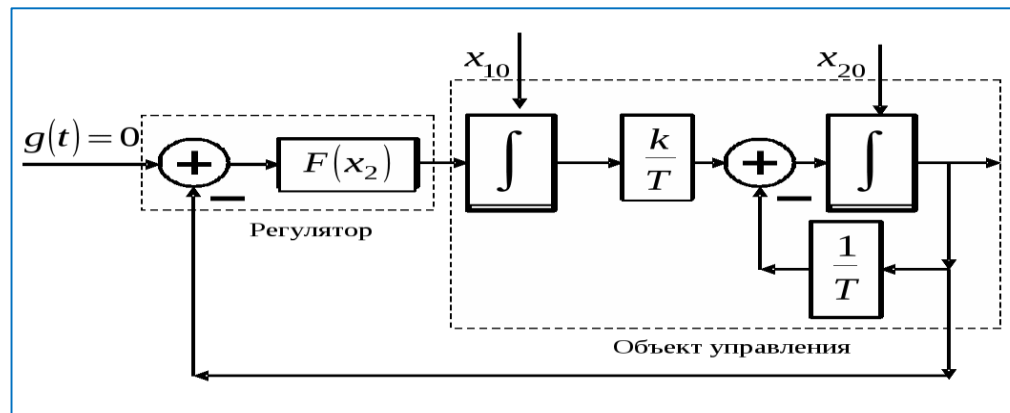 x₁₀
x₂₀
g(t)=0
+
−
F(x₂)
∫
k/T
+
−
∫
1/T
Регулятор
Объект управления